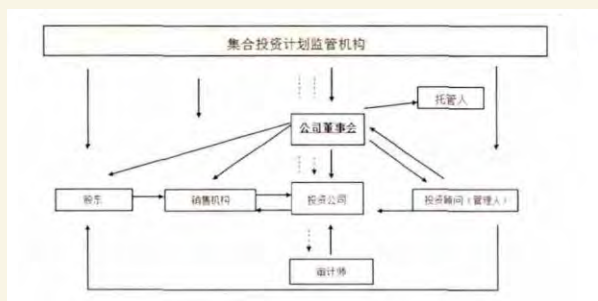 集合投资计划监管机构
托管人
公司董事会
股东
销售机构
投资公司
投资顾问（管理人）
审计师